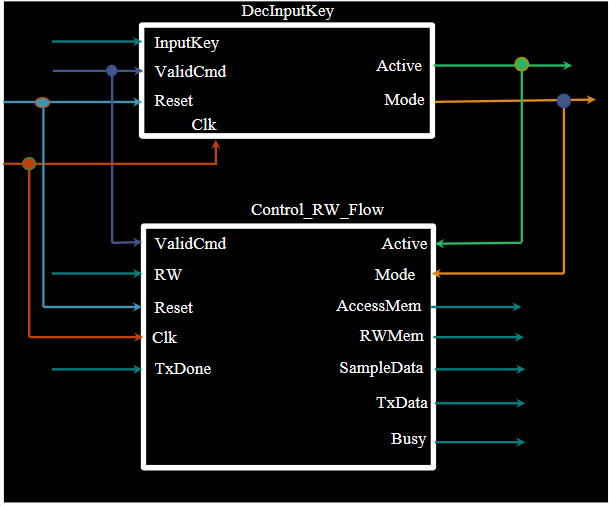 DecInputKey
InputKey
ValidCmd
Active
Reset
Mode
Clk
Control_RW_Flow
ValidCmd
Active
RW
Mode
Reset
AccessMem
Clk
RWMem
TxDone
SampleData
TxData
Busy